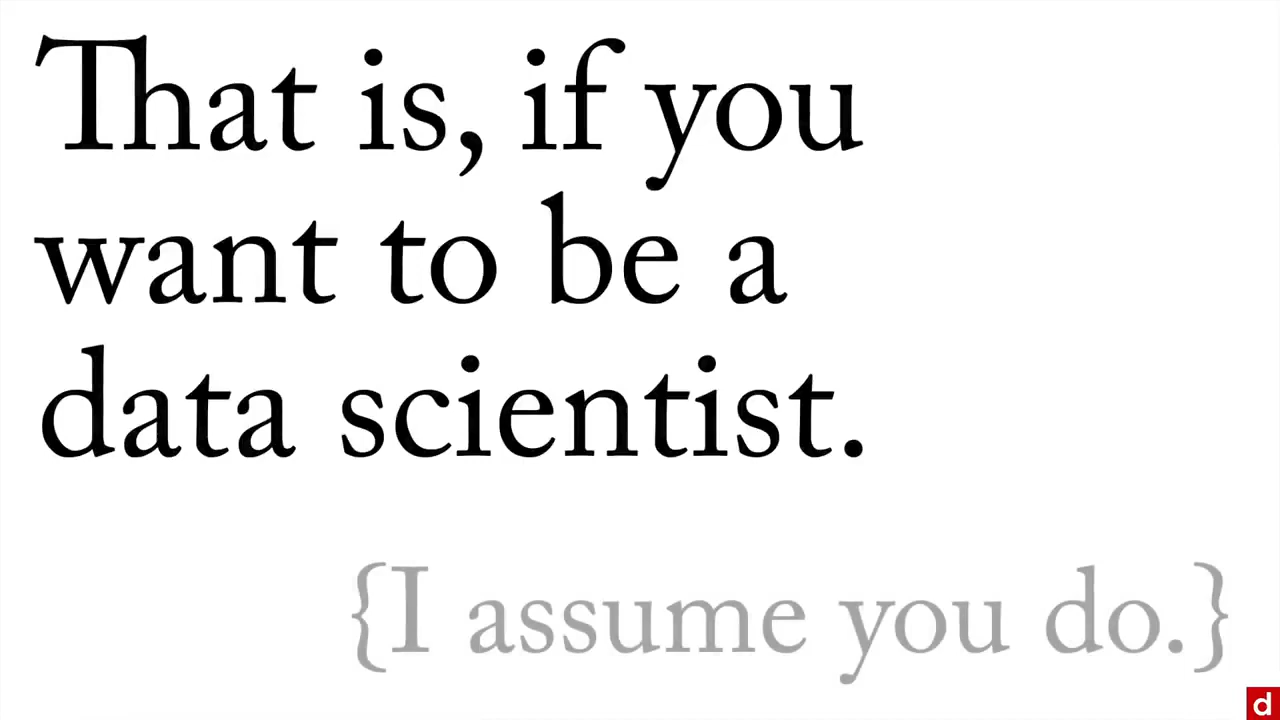 That is, if you
want to be a
data scientist.
{I assume you do.}
d